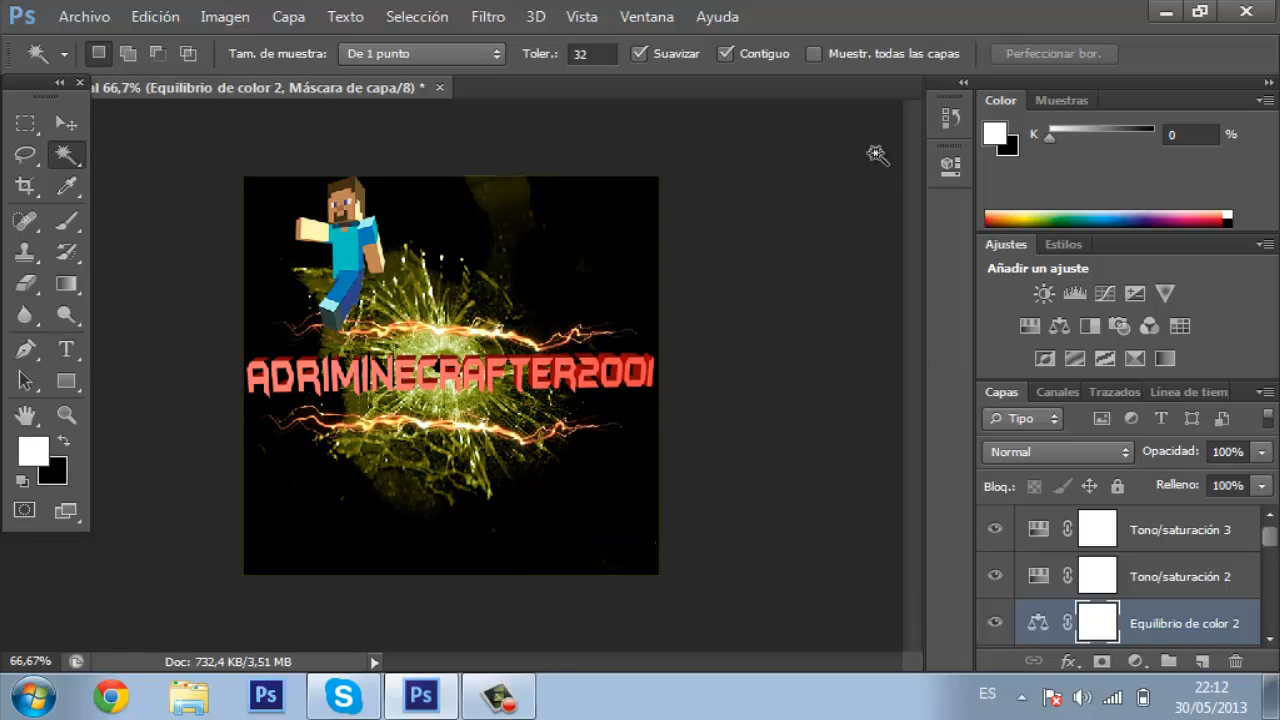 Ps Archivo Edición Imagen Capa Texto Selección Filtro 3D Vista Ventana Ayuda
Tam. de muestra: De 1 punto Toler.: 32 Suavizar Contiguo Muestr. todas las capas Perfeccionar bor.
al 66,7% (Equilibrio de color 2, Máscara de capa/8) * ×
Color Muestras
K 0 %
Ajustes Estilos
Añadir un ajuste
ADRIMINECRAFTER2001
Capas Canales Trazados Línea de tiem
Tipo
Normal Opacidad: 100%
Bloq.: Relleno: 100%
Tono/saturación 3
Tono/saturación 2
Equilibrio de color 2
66,67% Doc: 732,4 KB/3,51 MB
Ps Ps ES 22:12
30/05/2013